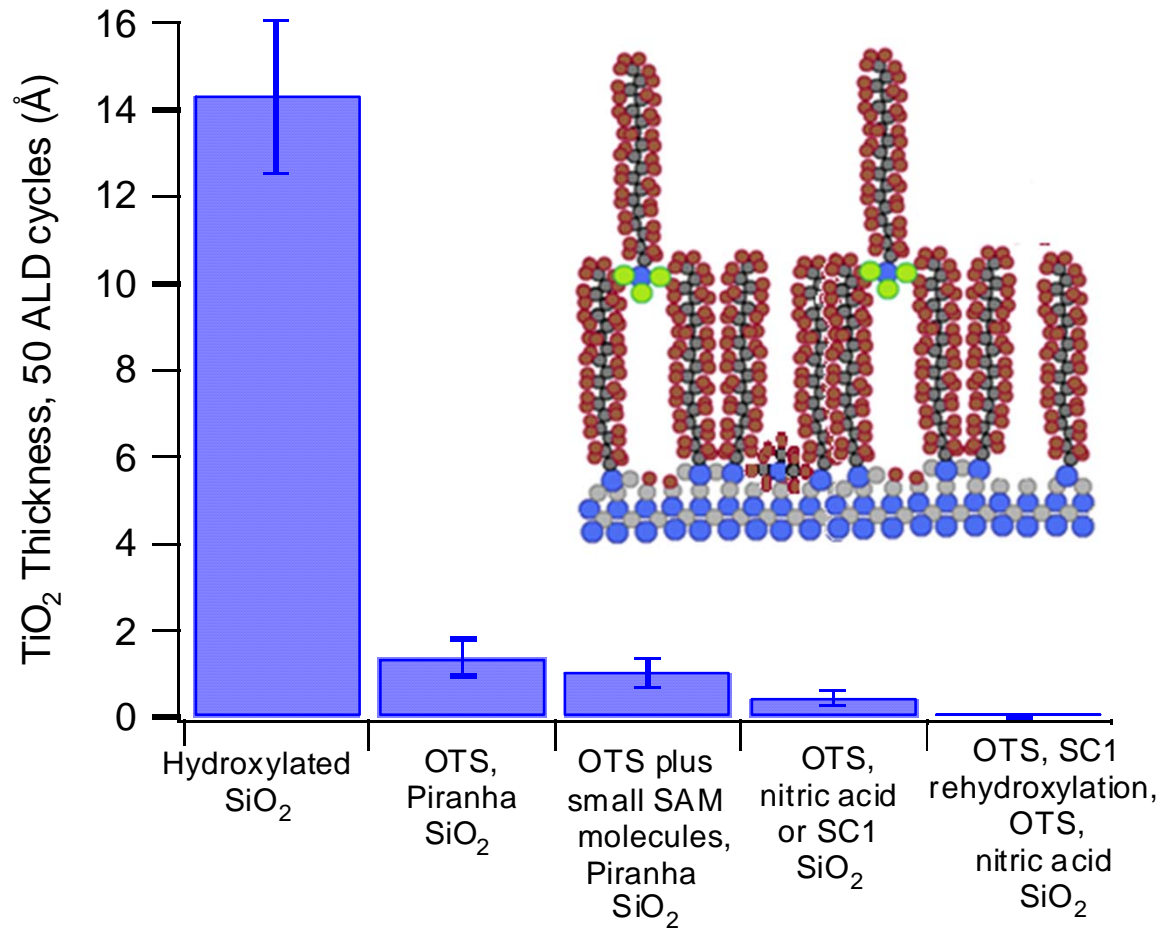 TiO2 Thickness, 50 ALD cycles (Å)
16
14
12
10
8
6
4
2
0
Hydroxylated
SiO2
OTS,
Piranha
SiO2
OTS plus
small SAM
molecules,
Piranha
SiO2
OTS,
nitric acid
or SC1
SiO2
OTS, SC1
rehydroxylation,
OTS,
nitric acid
SiO2